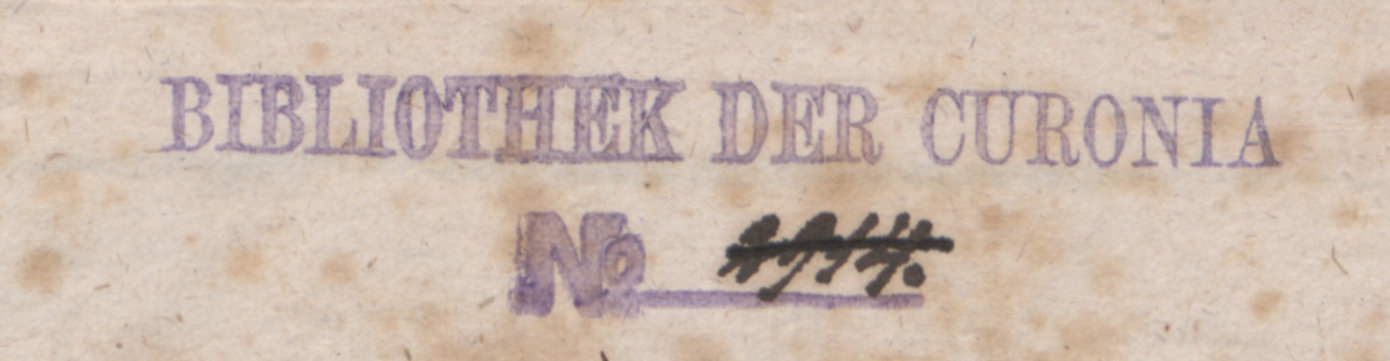 BIBLIOTHEK DER CURONIA
No